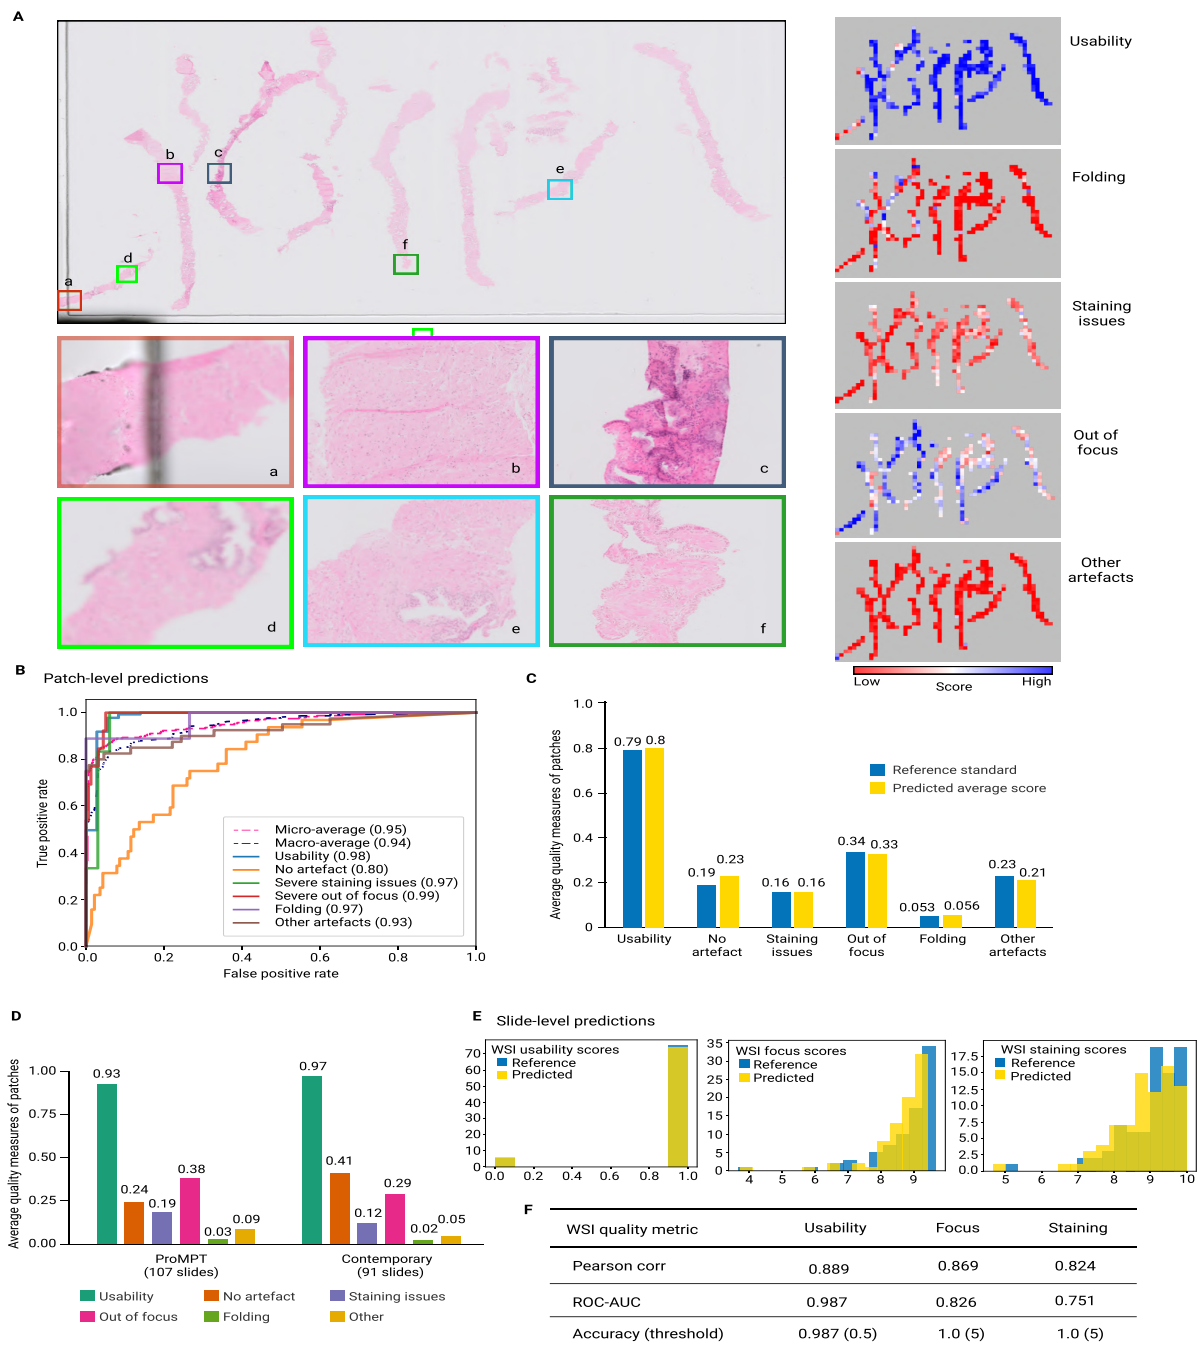 A
b
c
e
d
f
a
a
b
c
d
e
f
Usability
Folding
Staining
issues
Out of
focus
Other
artefacts
Low
Score
High
B
Patch-level predictions
True positive rate
1.0
0.8
0.6
0.4
0.2
0.0
0.0
0.2
0.4
0.6
0.8
1.0
False positive rate
Micro-average (0.95)
Macro-average (0.94)
Usability (0.98)
No artefact (0.80)
Severe staining issues (0.97)
Severe out of focus (0.99)
Folding (0.97)
Other artefacts (0.93)
C
Average quality measures of patches
1.0
0.8
0.6
0.4
0.2
0
Reference standard
Predicted average score
0.79
0.8
0.19
0.23
0.16
0.16
0.34
0.33
0.053
0.056
0.23
0.21
Usability
No
artefact
Staining
issues
Out of
focus
Folding
Other
artefacts
D
Average quality measures of patches
1.00
0.75
0.50
0.25
0.00
0.93
0.24
0.19
0.38
0.03
0.09
0.97
0.41
0.12
0.29
0.02
0.05
ProMPT
(107 slides)
Contemporary
(91 slides)
Usability
No artefact
Staining issues
Out of focus
Folding
Other
E
Slide-level predictions
WSI usability scores
Reference
Predicted
70
60
50
40
30
20
10
0
0.0
0.2
0.4
0.6
0.8
1.0
WSI focus scores
Reference
Predicted
35
30
25
20
15
10
5
0
4
5
6
7
8
9
WSI staining scores
Reference
Predicted
17.5
15.0
12.5
10.0
7.5
5.0
2.5
0.0
5
6
7
8
9
10
F
WSI quality metric Usability Focus Staining
Pearson corr 0.889 0.869 0.824
ROC-AUC 0.987 0.826 0.751
Accuracy (threshold) 0.987 (0.5) 1.0 (5) 1.0 (5)